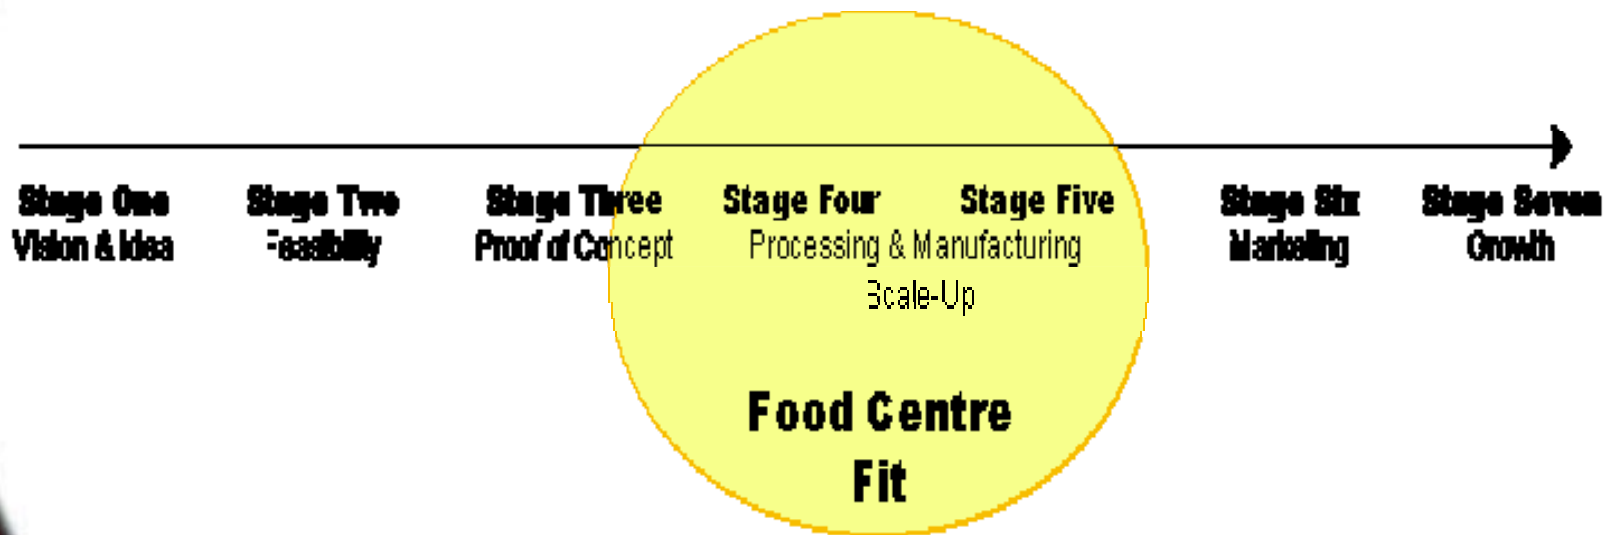 Stage One Stage Two Stage Three Stage Four Stage Five Stage Six Stage Seven
Vision & Idea Feasibility Proof of Concept Processing & Manufacturing Marketing Growth
Scale-Up
Food Centre
Fit